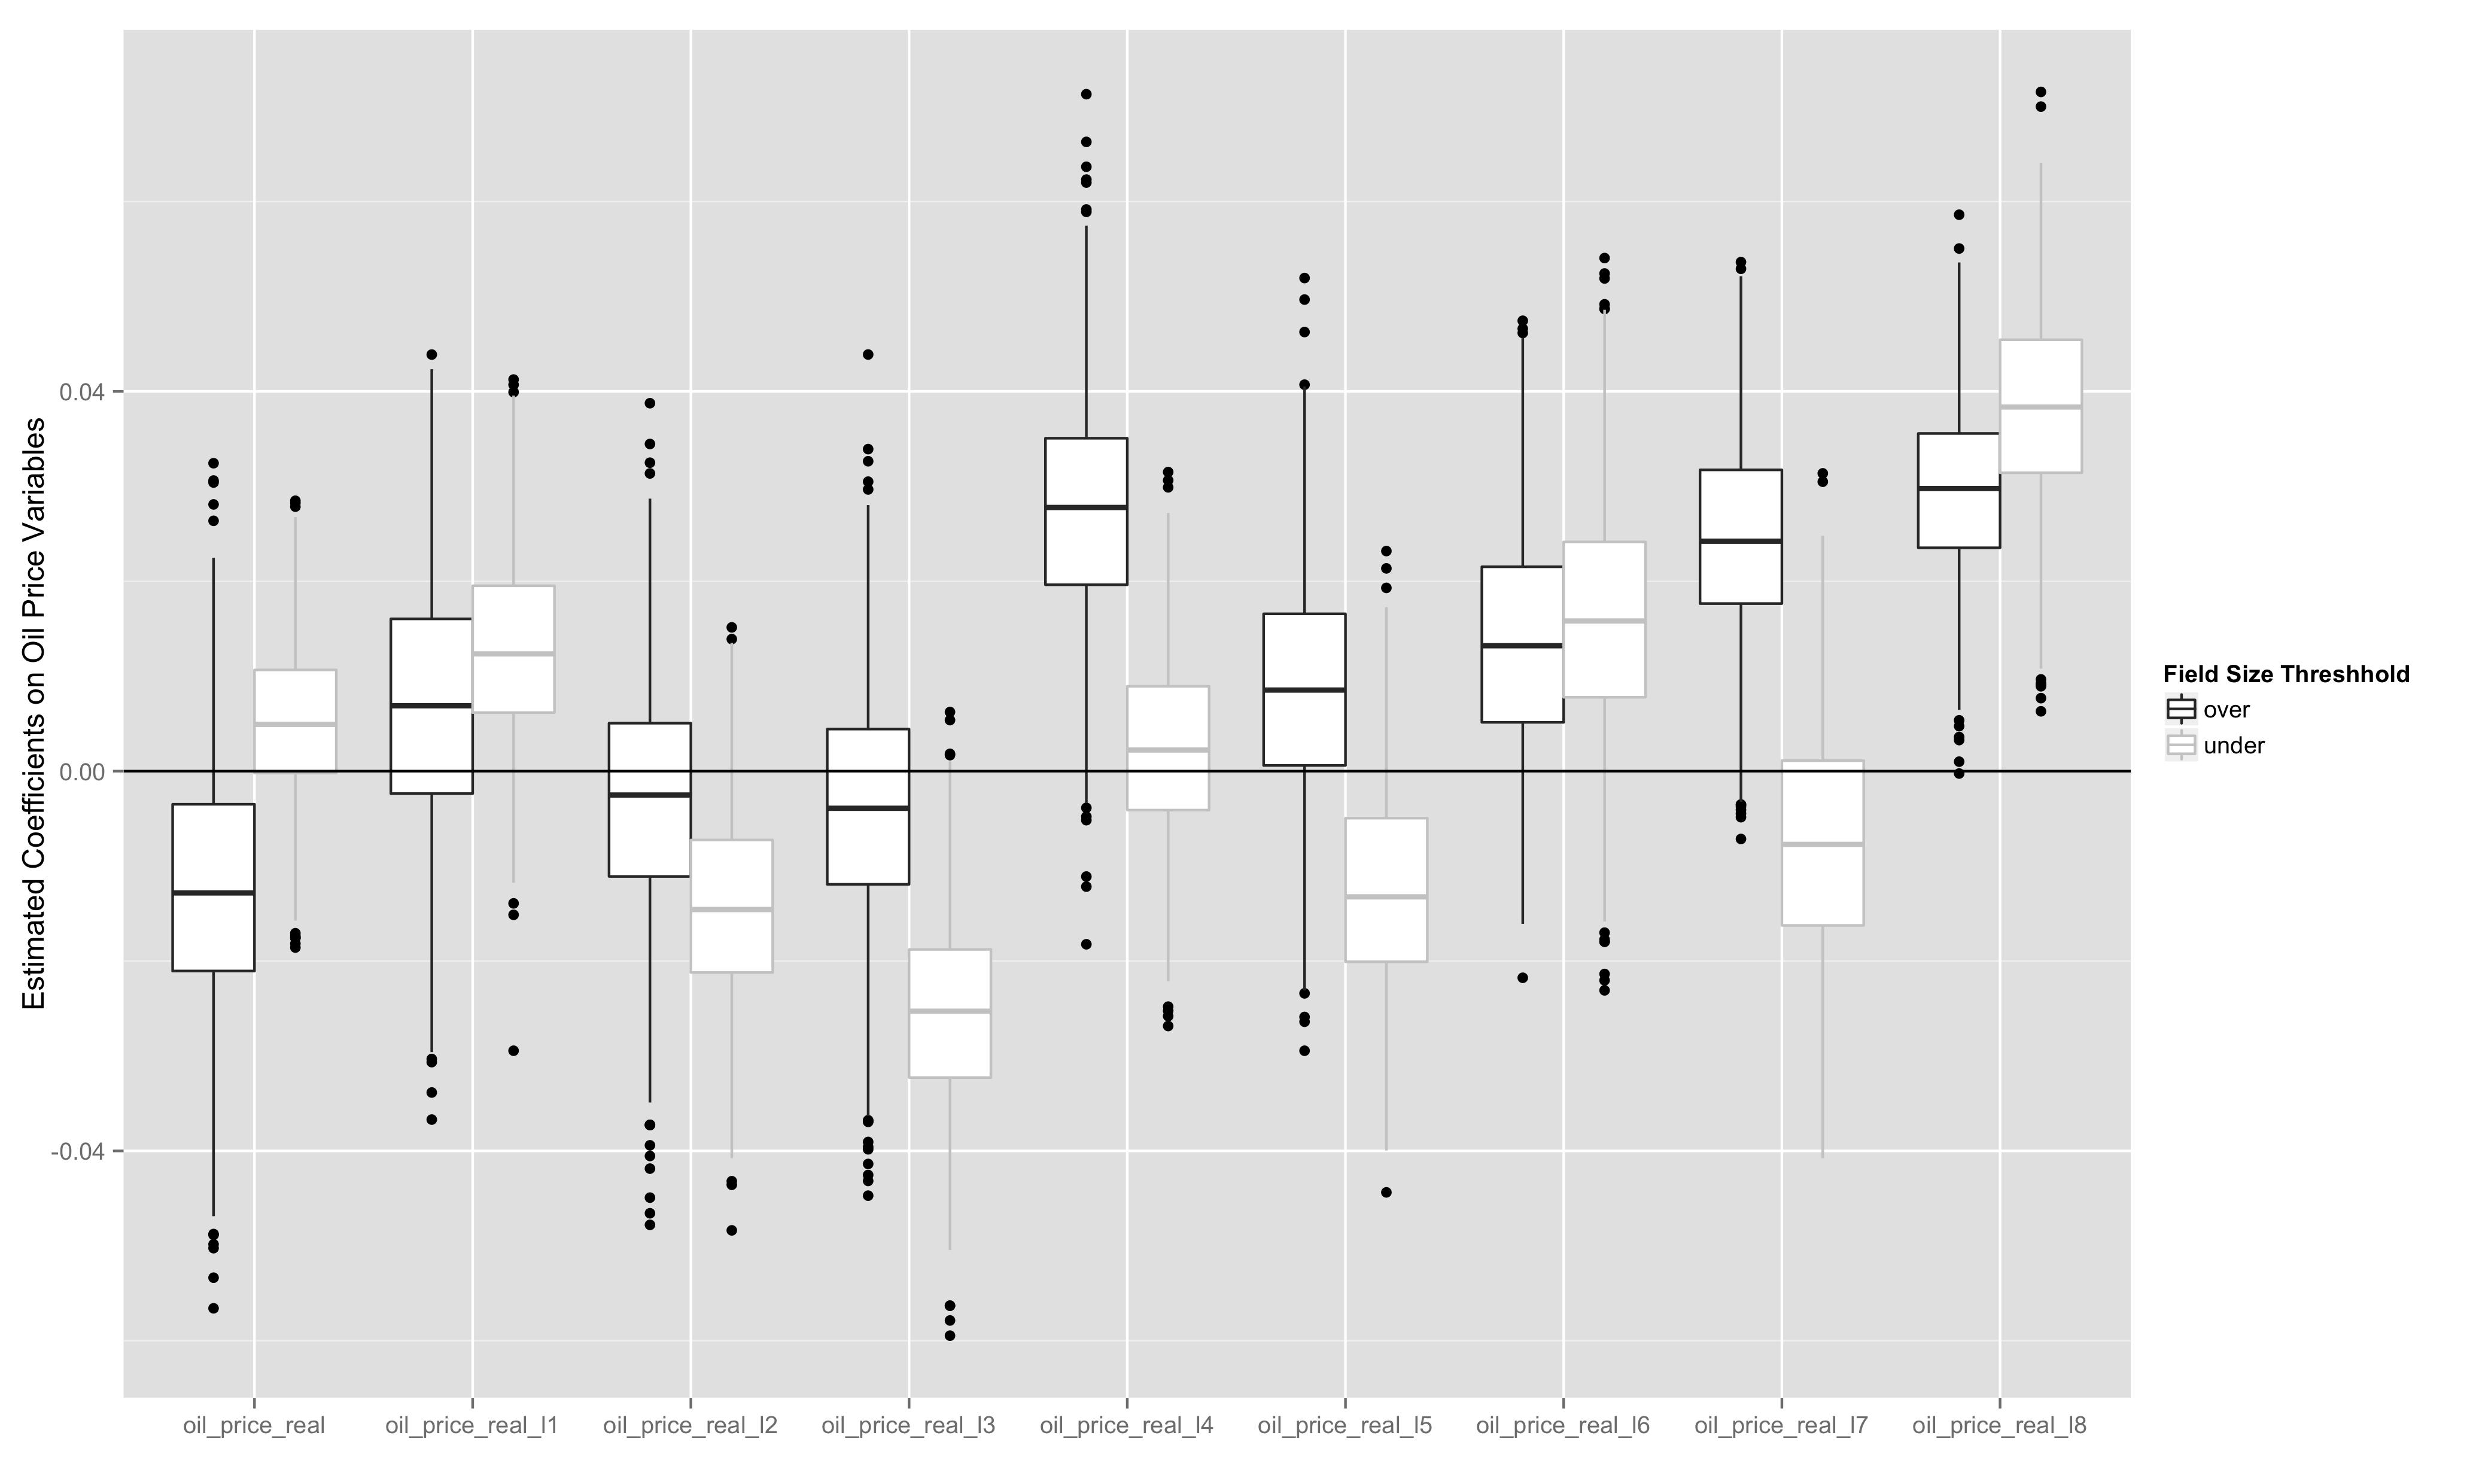 Estimated Coefficients on Oil Price Variables
0.04
0.00
-0.04
oil_price_real
oil_price_real_l1
oil_price_real_l2
oil_price_real_l3
oil_price_real_l4
oil_price_real_l5
oil_price_real_l6
oil_price_real_l7
oil_price_real_l8
Field Size Threshhold
over
under